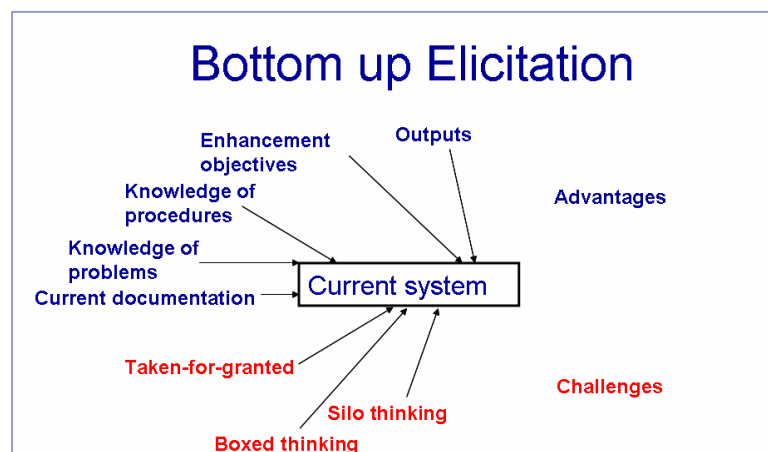 Bottom up Elicitation
Outputs
Enhancement
objectives
Knowledge of
procedures
Advantages
Knowledge of
problems
Current documentation
Current system
Taken-for-granted
Challenges
Silo thinking
Boxed thinking